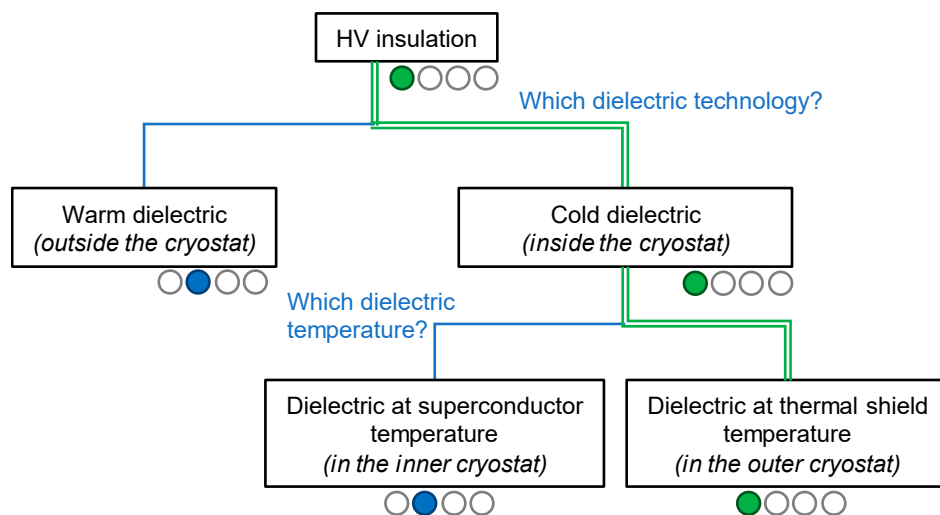 HV insulation
Which dielectric technology?
Warm dielectric
(outside the cryostat)
Cold dielectric
(inside the cryostat)
Which dielectric
temperature?
Dielectric at superconductor
temperature
(in the inner cryostat)
Dielectric at thermal shield
temperature
(in the outer cryostat)